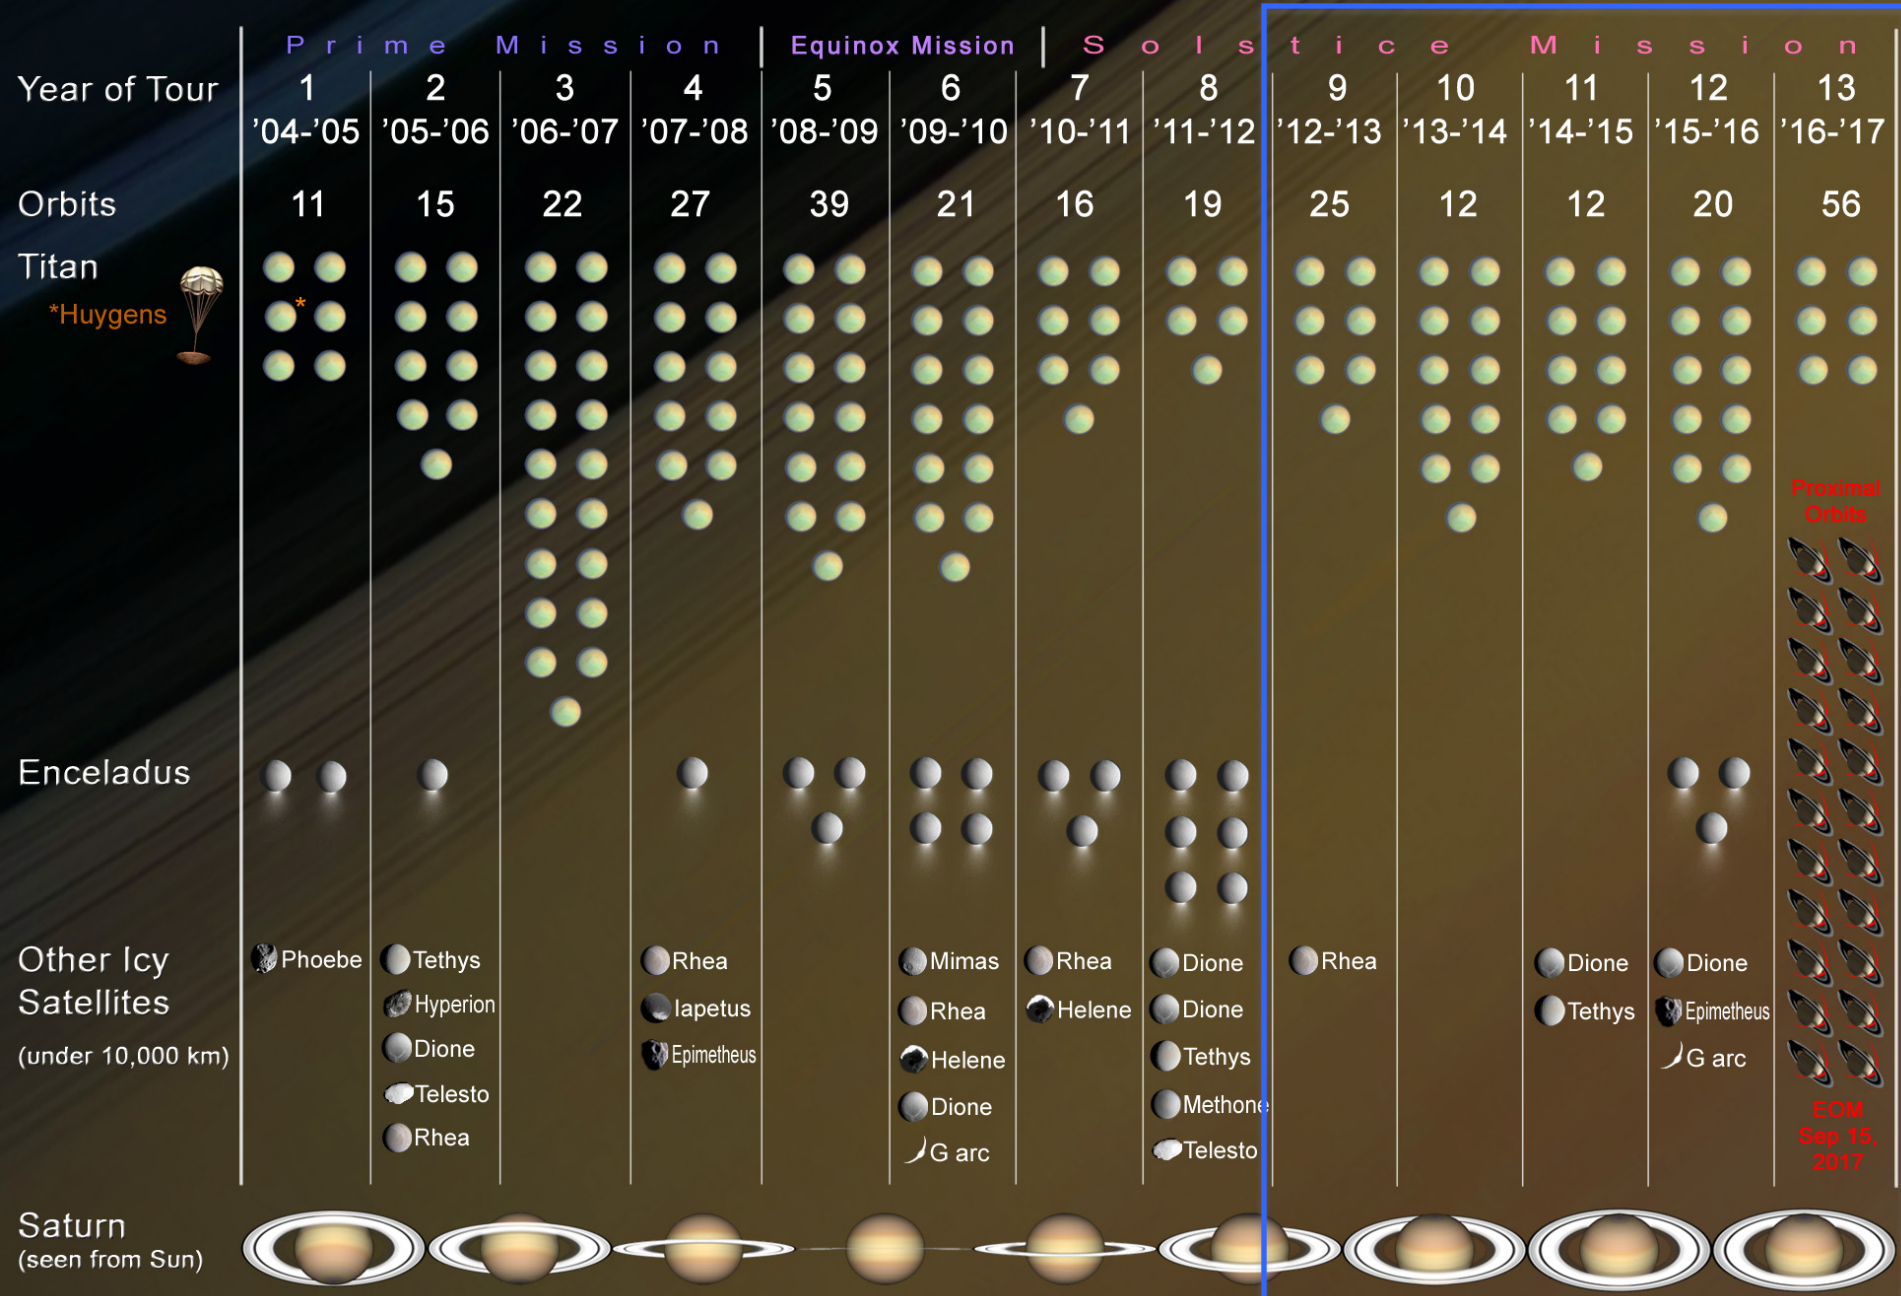 Prime Mission Equinox Mission Solstice Mission
Year of Tour 1 2 3 4 5 6 7 8 9 10 11 12 13
’04-’05 ’05-’06 ’06-’07 ’07-’08 ’08-’09 ’09-’10 ’10-’11 ’11-’12 ’12-’13 ’13-’14 ’14-’15 ’15-’16 ’16-’17
Orbits 11 15 22 27 39 21 16 19 25 12 12 20 56
Titan
*Huygens *
Proximal
Orbits
Enceladus
Other Icy Phoebe Tethys Rhea Mimas Rhea Dione Rhea Dione Dione
Satellites Hyperion Iapetus Rhea Helene Dione Tethys Epimetheus
(under 10,000 km) Dione Epimetheus Helene Tethys G arc
Telesto Dione Methone
Rhea G arc Telesto
EOM
Sep 15,
2017
Saturn
(seen from Sun)